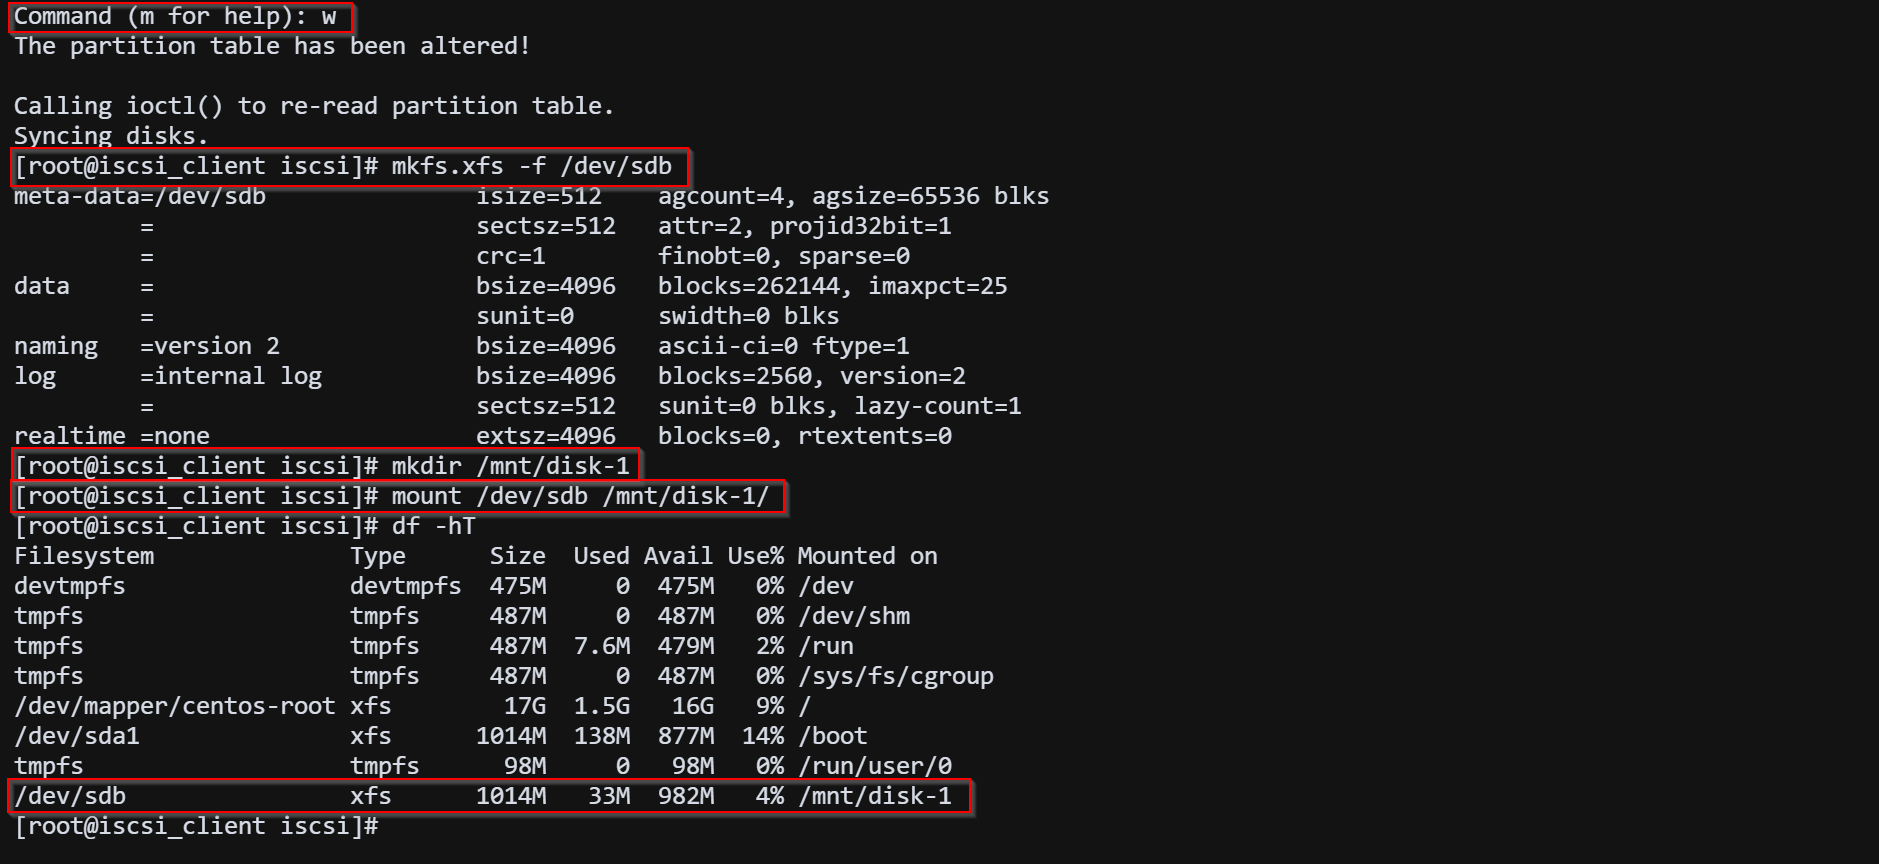 Command (m for help): w
The partition table has been altered!
Calling ioctl() to re-read partition table.
Syncing disks.
[root@iscsi_client iscsi]# mkfs.xfs -f /dev/sdb
meta-data=/dev/sdb               isize=512    agcount=4, agsize=65536 blks
         =                       sectsz=512   attr=2, projid32bit=1
         =                       crc=1        finobt=0, sparse=0
data     =                       bsize=4096   blocks=262144, imaxpct=25
         =                       sunit=0      swidth=0 blks
naming   =version 2              bsize=4096   ascii-ci=0 ftype=1
log      =internal log           bsize=4096   blocks=2560, version=2
         =                       sectsz=512   sunit=0 blks, lazy-count=1
realtime =none                   extsz=4096   blocks=0, rtextents=0
[root@iscsi_client iscsi]# mkdir /mnt/disk-1
[root@iscsi_client iscsi]# mount /dev/sdb /mnt/disk-1/
[root@iscsi_client iscsi]# df -hT
Filesystem              Type      Size  Used Avail Use% Mounted on
devtmpfs                devtmpfs  475M     0  475M   0% /dev
tmpfs                   tmpfs     487M     0  487M   0% /dev/shm
tmpfs                   tmpfs     487M  7.6M  479M   2% /run
tmpfs                   tmpfs     487M     0  487M   0% /sys/fs/cgroup
/dev/mapper/centos-root xfs        17G  1.5G   16G   9% /
/dev/sda1               xfs      1014M  138M  877M  14% /boot
tmpfs                   tmpfs      98M     0   98M   0% /run/user/0
/dev/sdb                xfs      1014M   33M  982M   4% /mnt/disk-1
[root@iscsi_client iscsi]#